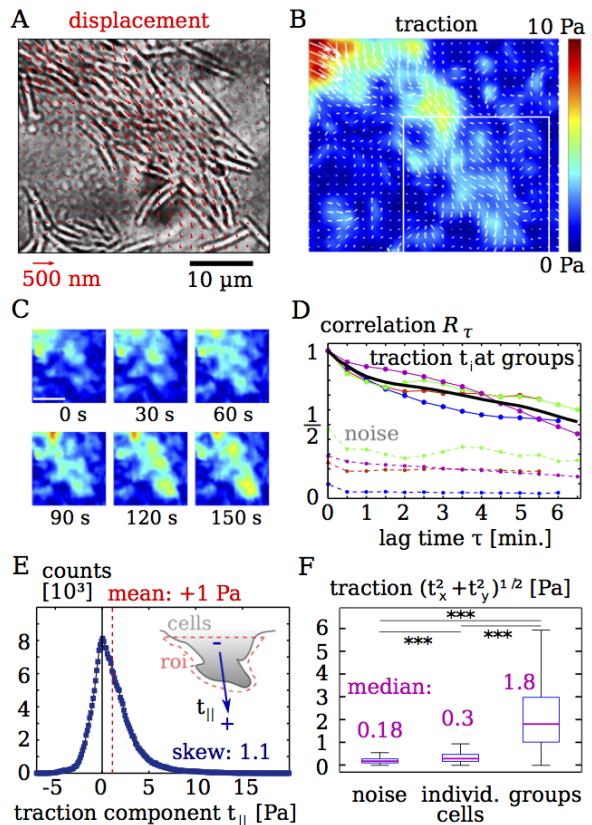 A displacement
500 nm
10 µm
B traction
10 Pa
0 Pa
C
0 s 30 s 60 s
90 s 120 s 150 s
D
correlation R τ
traction t i at groups
noise
1
1
2
0
0 1 2 3 4 5 6
lag time τ [min.]
E
counts
[10³]
mean: +1 Pa
cells
roi
-
t||
+
skew: 1.1
8
6
4
2
0
-5 0 5 10 15
traction component t|| [Pa]
F
traction (t²x+t²y)¹/² [Pa]
***
*** ***
median:
0.18 0.3 1.8
6
5
4
3
2
1
0
noise individ. groups
cells